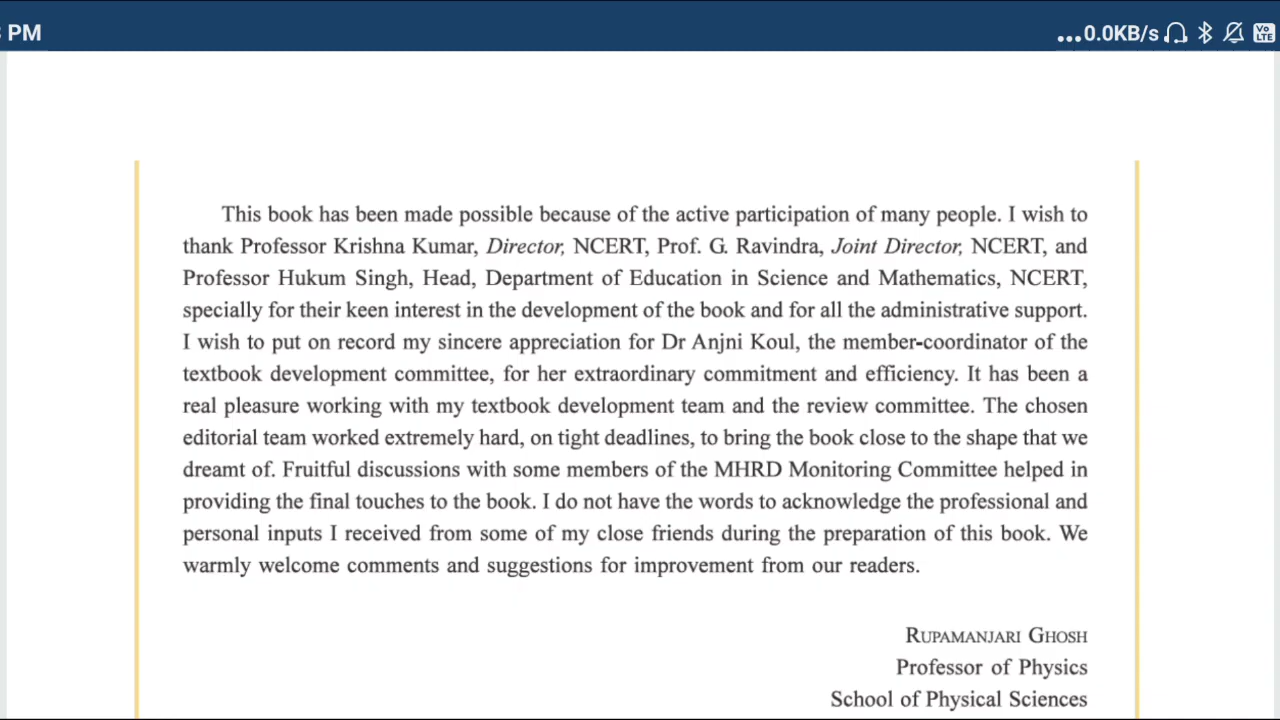 PM
...0.0KB/s
Vo LTE
This book has been made possible because of the active participation of many people. I wish to
thank Professor Krishna Kumar, Director, NCERT, Prof. G. Ravindra, Joint Director, NCERT, and
Professor Hukum Singh, Head, Department of Education in Science and Mathematics, NCERT,
specially for their keen interest in the development of the book and for all the administrative support.
I wish to put on record my sincere appreciation for Dr Anjni Koul, the member-coordinator of the
textbook development committee, for her extraordinary commitment and efficiency. It has been a
real pleasure working with my textbook development team and the review committee. The chosen
editorial team worked extremely hard, on tight deadlines, to bring the book close to the shape that we
dreamt of. Fruitful discussions with some members of the MHRD Monitoring Committee helped in
providing the final touches to the book. I do not have the words to acknowledge the professional and
personal inputs I received from some of my close friends during the preparation of this book. We
warmly welcome comments and suggestions for improvement from our readers.
RUPAMANJARI GHOSH
Professor of Physics
School of Physical Sciences